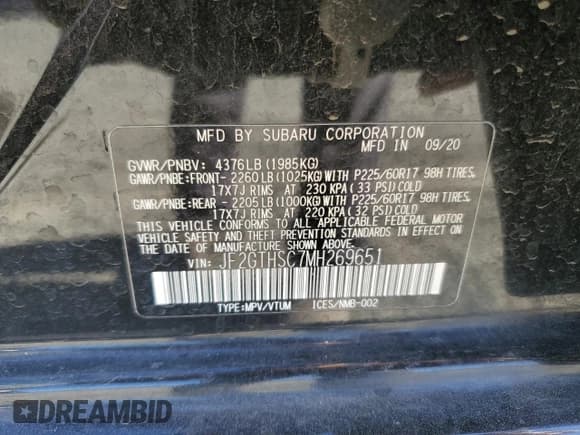 MFD BY SUBARU CORPORATION
MFD IN 09/20
GVWR/PNBV: 4376LB(1985KG)
GAWR/PNBE:FRONT- 2260LB(1025KG)WITH P225/60R17 98H TIRES,
17X7J RIMS AT 230 KPA(33 PSI)COLD
GAWR/PNBE:REAR - 2205LB(1000KG)WITH P225/60R17 98H TIRES,
17X7J RIMS AT 220 KPA(32 PSI)COLD
THIS VEHICLE CONFORMS TO ALL APPLICABLE FEDERAL MOTOR
VEHICLE SAFETY AND THEFT PREVENTION STANDARDS IN EFFECT ON
THE DATE OF MANUFACTURE SHOWN ABOVE.
VIN: JF2GTHSC7MH269651
TYPE:MPV/VTUM ICES/NMB-002
DREAMBID